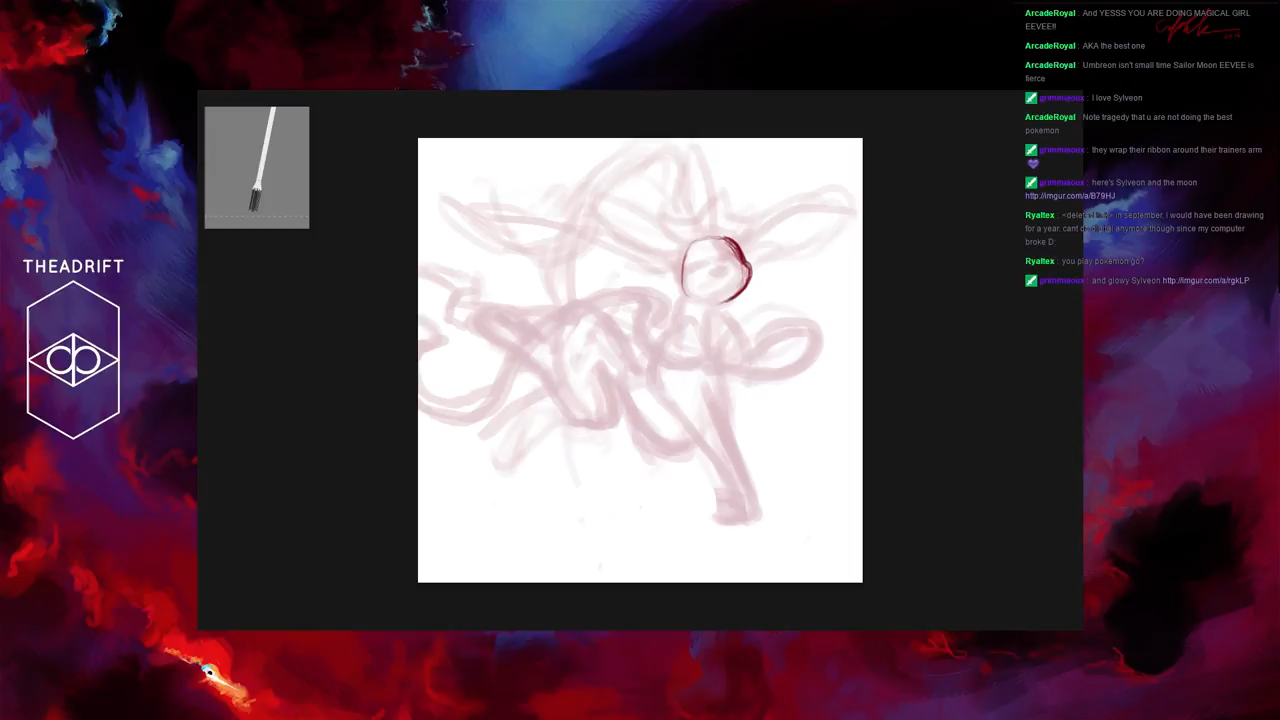 ArcadeRoyal : And YESSS YOU ARE DOING MAGICAL GIRL
EEVEE!!
ArcadeRoyal : AKA the best one
ArcadeRoyal : Umbreon isn't small time Sailor Moon EEVEE is
fierce
: I love Sylveon
ArcadeRoyal : Note tragedy that u are not doing the best
pokemon
: they wrap their ribbon around their trainers arm
: here's Sylveon and the moon
http://imgur.com/a/B79HJ
Ryaltex : in september, i would have been drawing
for a year. cant anymore though since my computer
broke D:
Ryaltex : you play pokemon go?
: and glowy Sylveon http://imgur.com/a/rgkLP
THEADRIFT